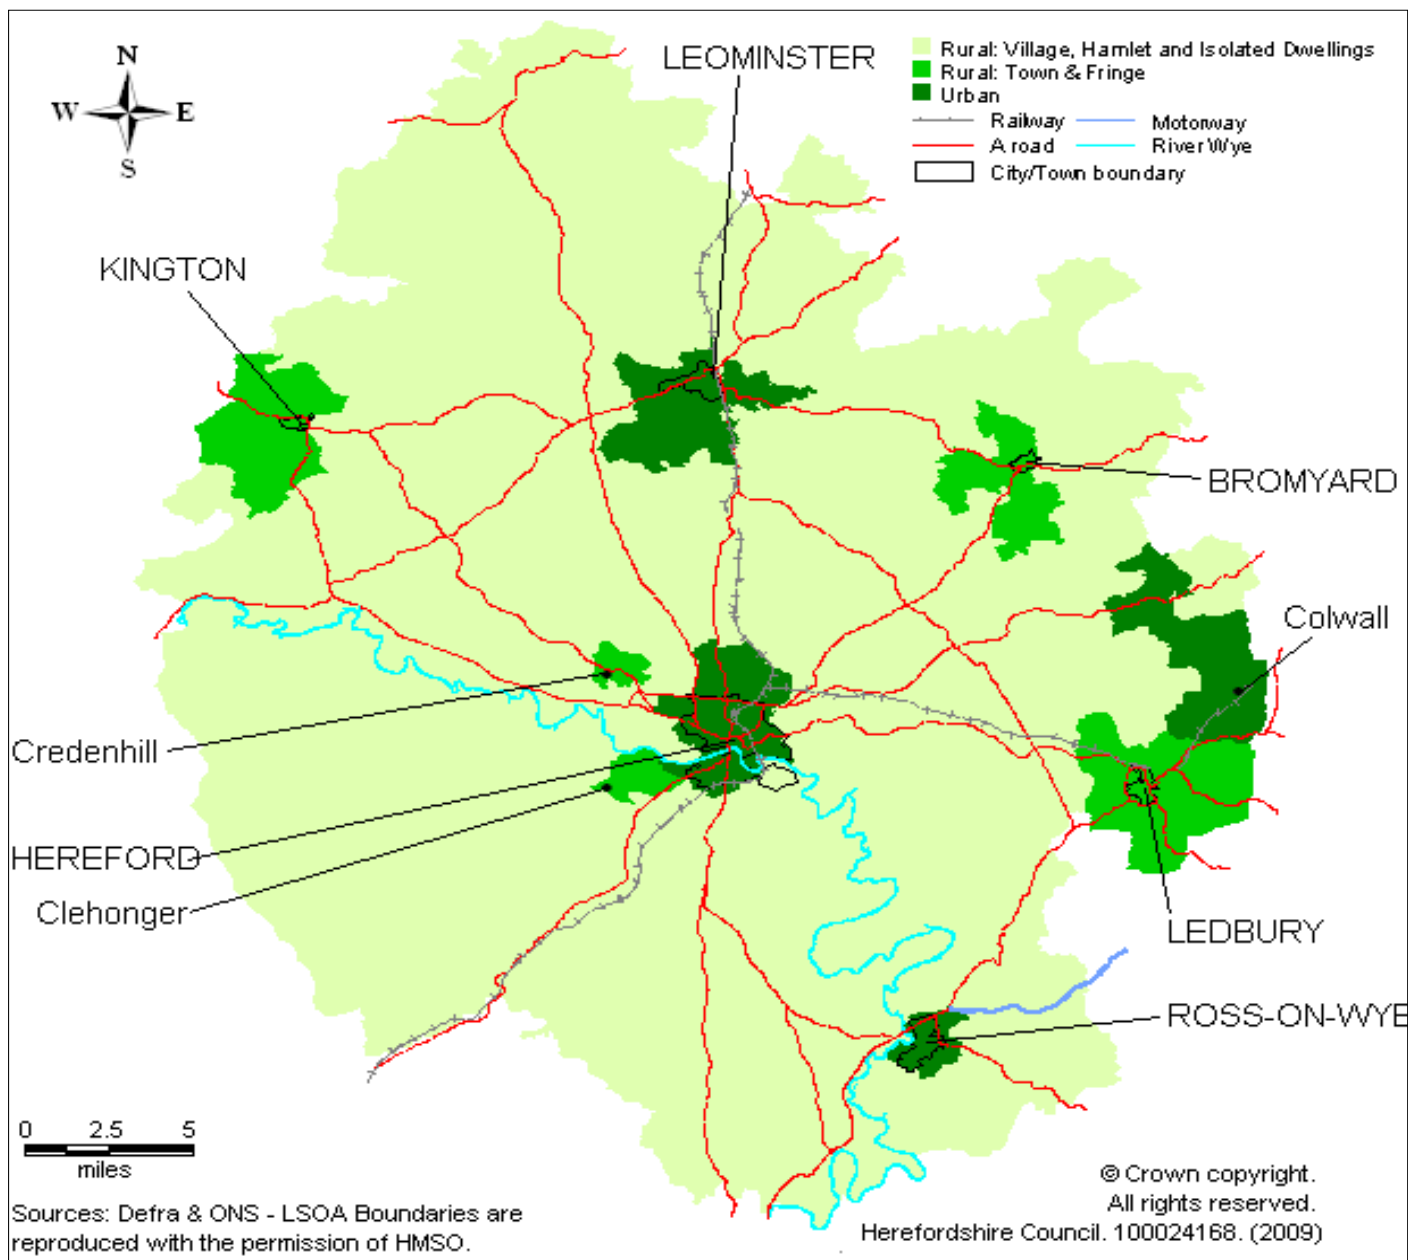 N
W E
S
LEOMINSTER
Rural: Village, Hamlet and Isolated Dwellings
Rural: Town & Fringe
Urban
Railway Motorway
A road River Wye
City/Town boundary
KINGTON
BROMYARD
Colwall
Credenhill
HEREFORD
Clehonger
LEDBURY
ROSS-ON-WYE
0 2.5 5
miles
© Crown copyright.
All rights reserved.
Herefordshire Council. 100024168. (2009)
Sources: Defra & ONS - LSOA Boundaries are
reproduced with the permission of HMSO.